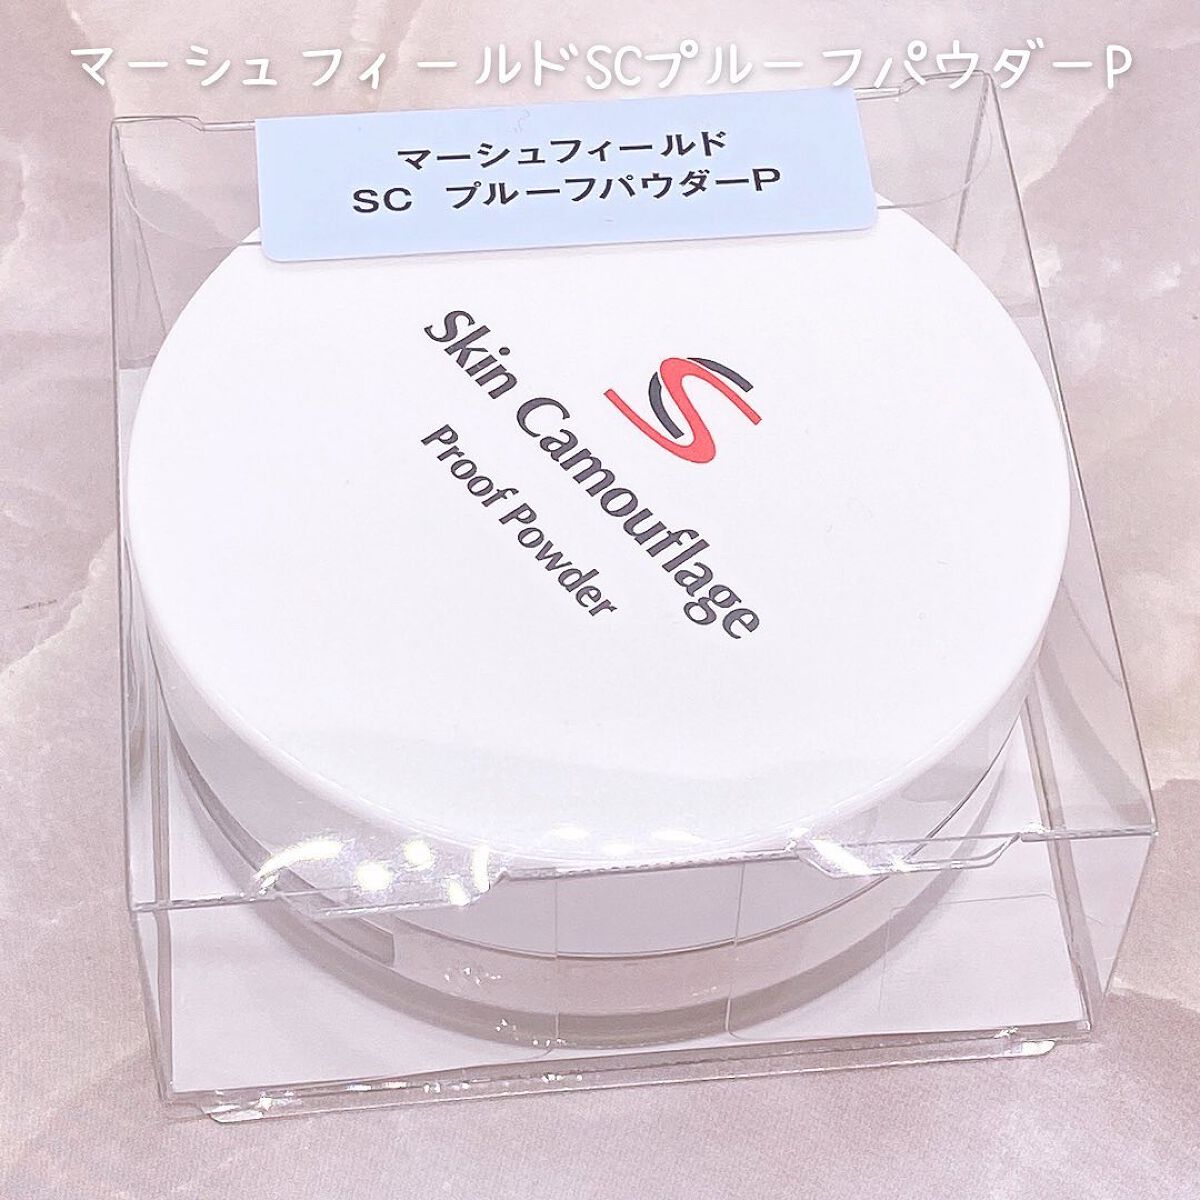 マーシュフィールドSCプルーフパウダーP
マーシュフィールド
SC プルーフパウダーP
Skin Camouflage
Proof Powder